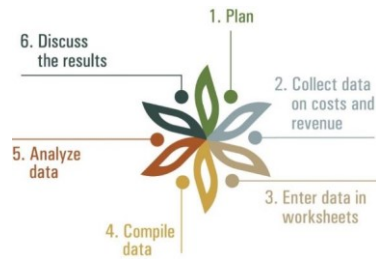 1. Plan
2. Collect data
on costs and
revenue
3. Enter data in
worksheets
4. Compile
data
5. Analyze
data
6. Discuss
the results